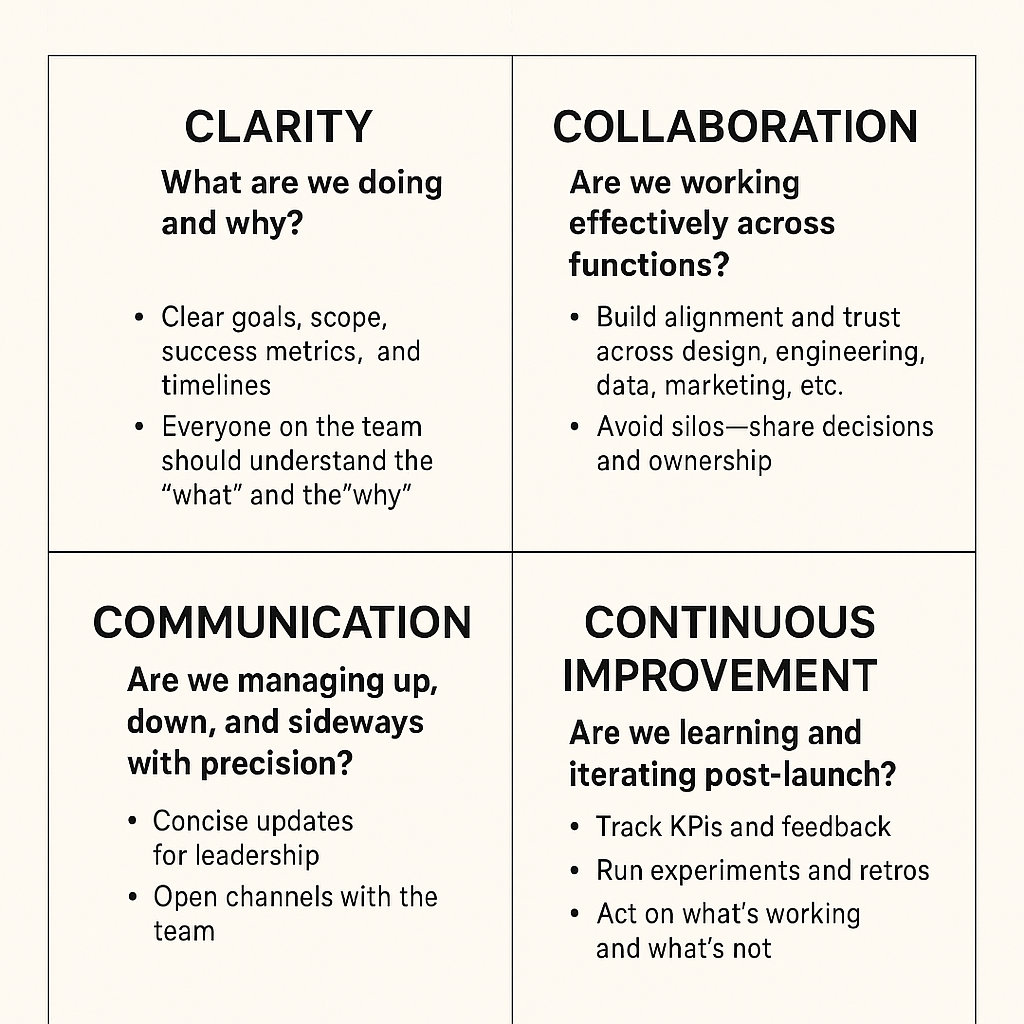 CLARITY
What are we doing
and why?
• Clear goals, scope,
success metrics,  and
timelines
• Everyone on the team
should understand the
“what” and the”why”
COLLABORATION
Are we working
effectively across
functions?
• Build alignment and trust
across design, engineering,
data, marketing, etc.
• Avoid silos—share decisions
and ownership
COMMUNICATION
Are we managing up,
down, and sideways
with precision?
• Concise updates
for leadership
• Open channels with the
team
CONTINUOUS
IMPROVEMENT
Are we learning and
iterating post-launch?
• Track KPis and feedback
• Run experiments and retros
• Act on what’s working
and what’s not